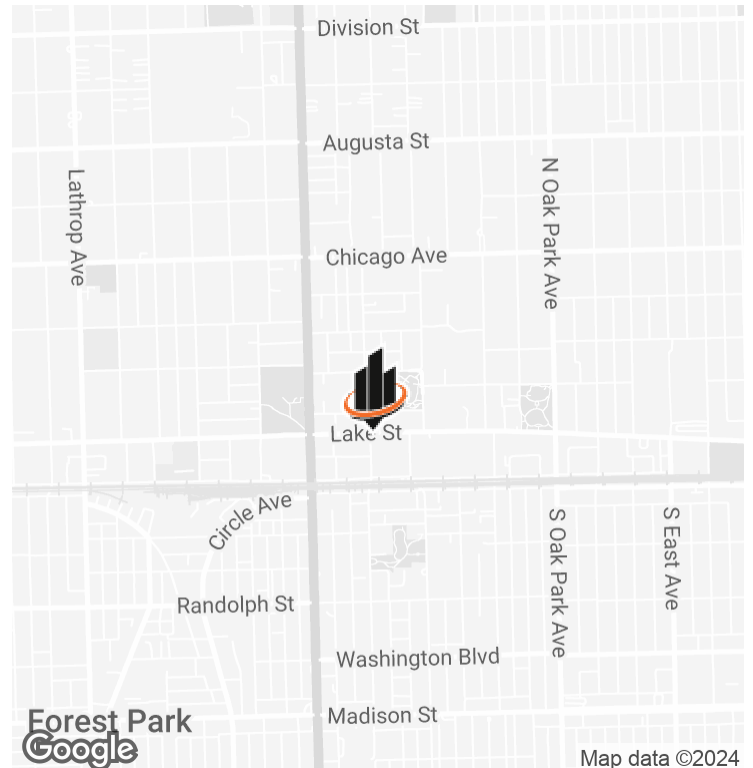 Division St
Augusta St
Lathrop Ave
N Oak Park Ave
Chicago Ave
Lake St
Circle Ave
S Oak Park Ave
S East Ave
Randolph St
Washington Blvd
Madison St
Forest Park
Google
Map data ©2024